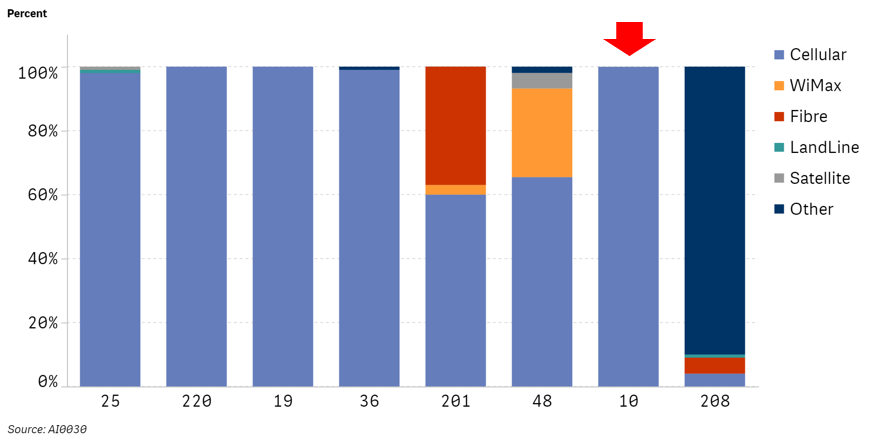 Percent
100%
80%
60%
40%
20%
0%
25 220 19 36 201 48 10 208
Cellular
WiMax
Fibre
LandLine
Satellite
Other
Source: AI0030